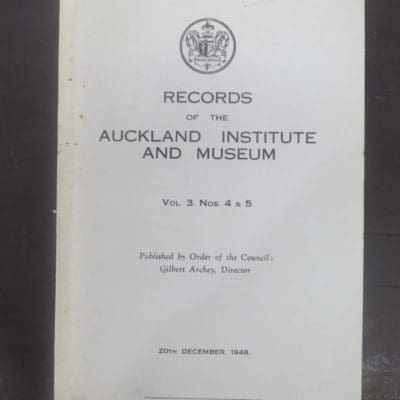 RECORDS
OF THE
AUCKLAND INSTITUTE
AND MUSEUM
VOL. 3. NOS. 4 & 5
Published by Order of the Council:
Gilbert Archey, Director
20TH DECEMBER, 1948.